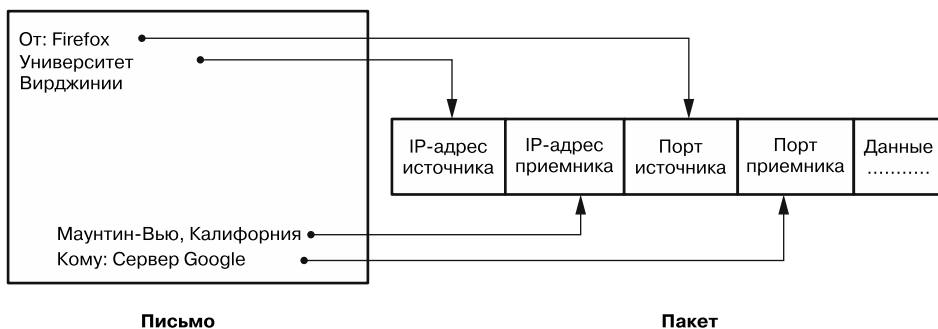 От: Firefox
Университет
Вирджинии
IP-адрес
источника
IP-адрес
приемника
Порт
источника
Порт
приемника
Данные
...........
Маунтин-Вью, Калифорния
Кому: Сервер Google
Письмо
Пакет